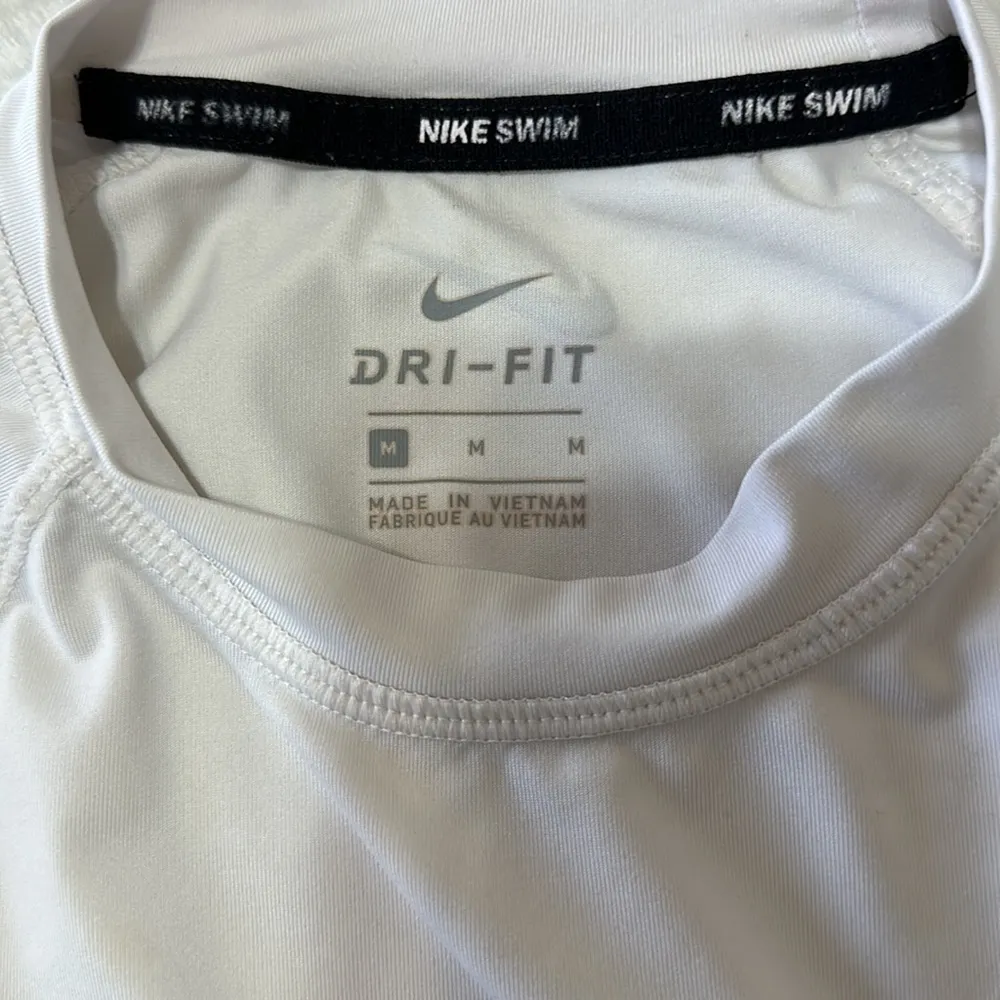 NIKE SWIM NIKE SWIM NIKE SWIM
DRI-FIT
M M M
MADE IN VIETNAM
FABRIQUE AU VIETNAM